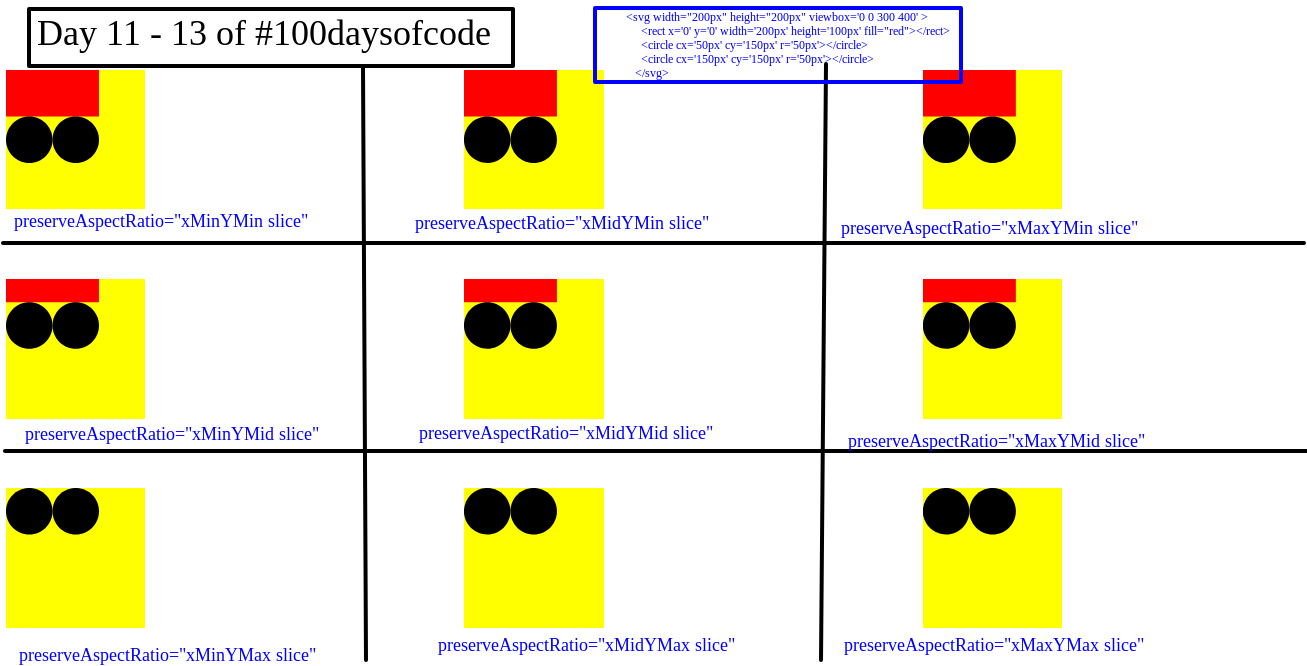 Day 11 - 13 of #100daysofcode
<svg width="200px" height="200px" viewbox='0 0 300 400' >
<rect x='0' y='0' width='200px' height='100px' fill="red"></rect>
<circle cx='50px' cy='150px' r='50px'></circle>
<circle cx='150px' cy='150px' r='50px'></circle>
</svg>
preserveAspectRatio="xMinYMin slice"
preserveAspectRatio="xMidYMin slice"
preserveAspectRatio="xMaxYMin slice"
preserveAspectRatio="xMinYMid slice"
preserveAspectRatio="xMidYMid slice"
preserveAspectRatio="xMaxYMid slice"
preserveAspectRatio="xMinYMax slice"
preserveAspectRatio="xMidYMax slice"
preserveAspectRatio="xMaxYMax slice"